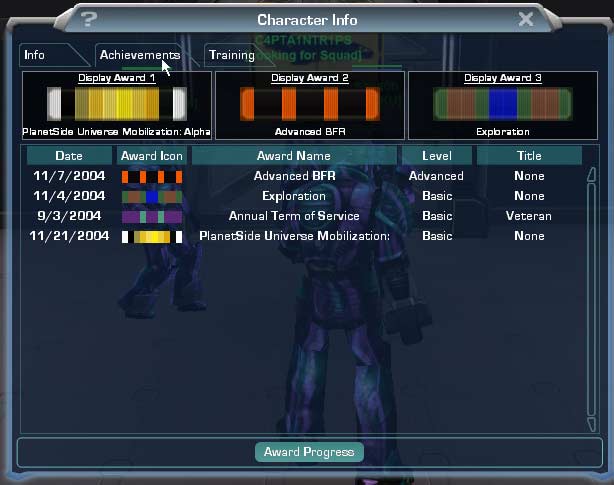 ?
Character Info
X
C4PTA1NTR1PS
Looking for Squad]
Info
Achievements
Training
Display Award 1
Display Award 2
Display Award 3
PlanetSide Universe Mobilization: Alpha
Advanced BFR
Exploration
Date Award Icon Award Name Level Title
11/7/2004 Advanced BFR Advanced None
11/4/2004 Exploration Basic None
9/3/2004 Annual Term of Service Basic Veteran
11/21/2004 PlanetSide Universe Mobilization: Basic None
Award Progress